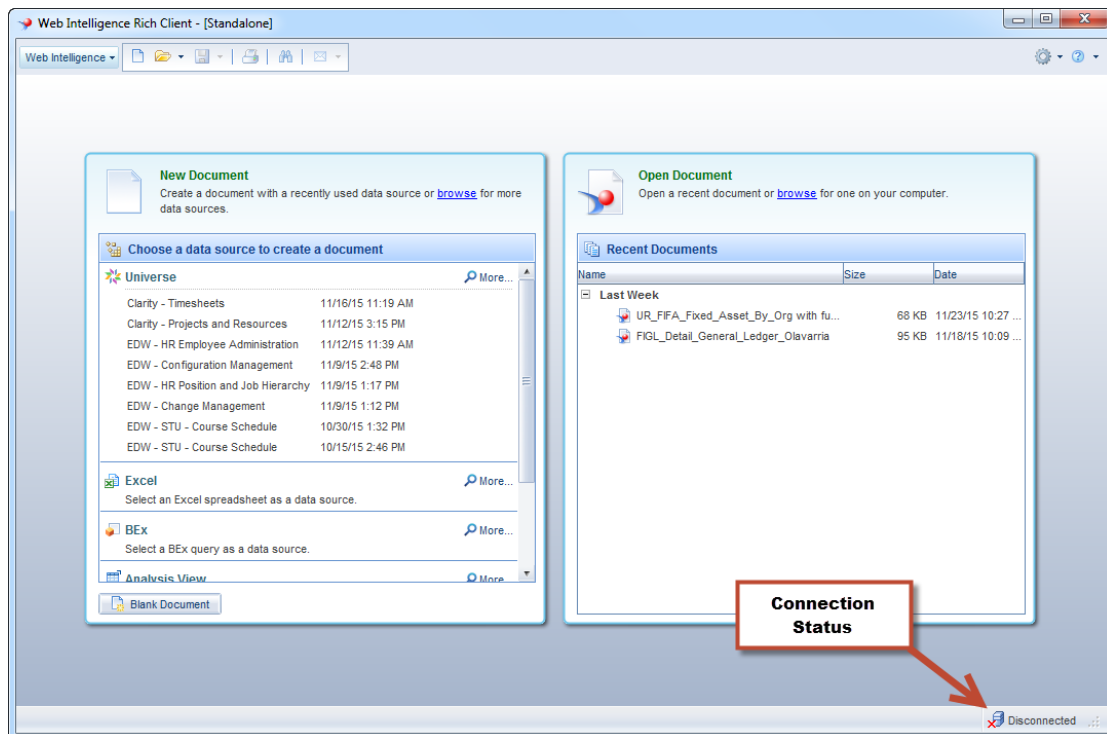 Web Intelligence Rich Client - [Standalone]
Web Intelligence
New Document
Create a document with a recently used data source or browse for more
data sources.
Choose a data source to create a document
Universe More...
Clarity - Timesheets 11/16/15 11:19 AM
Clarity - Projects and Resources 11/12/15 3:15 PM
EDW - HR Employee Administration 11/12/15 11:39 AM
EDW - Configuration Management 11/9/15 2:48 PM
EDW - HR Position and Job Hierarchy 11/9/15 1:17 PM
EDW - Change Management 11/9/15 1:12 PM
EDW - STU - Course Schedule 10/30/15 1:32 PM
EDW - STU - Course Schedule 10/15/15 2:46 PM
Excel More...
Select an Excel spreadsheet as a data source.
BEx More...
Select a BEx query as a data source.
Analysis View More...
Blank Document
Open Document
Open a recent document or browse for one on your computer.
Recent Documents
Name Size Date
Last Week
UR_FIFA_Fixed_Asset_By_Org with fu... 68 KB 11/23/15 10:27 ...
FIGL_Detail_General_Ledger_Olavarria 95 KB 11/18/15 10:09 ...
Connection
Status
Disconnected